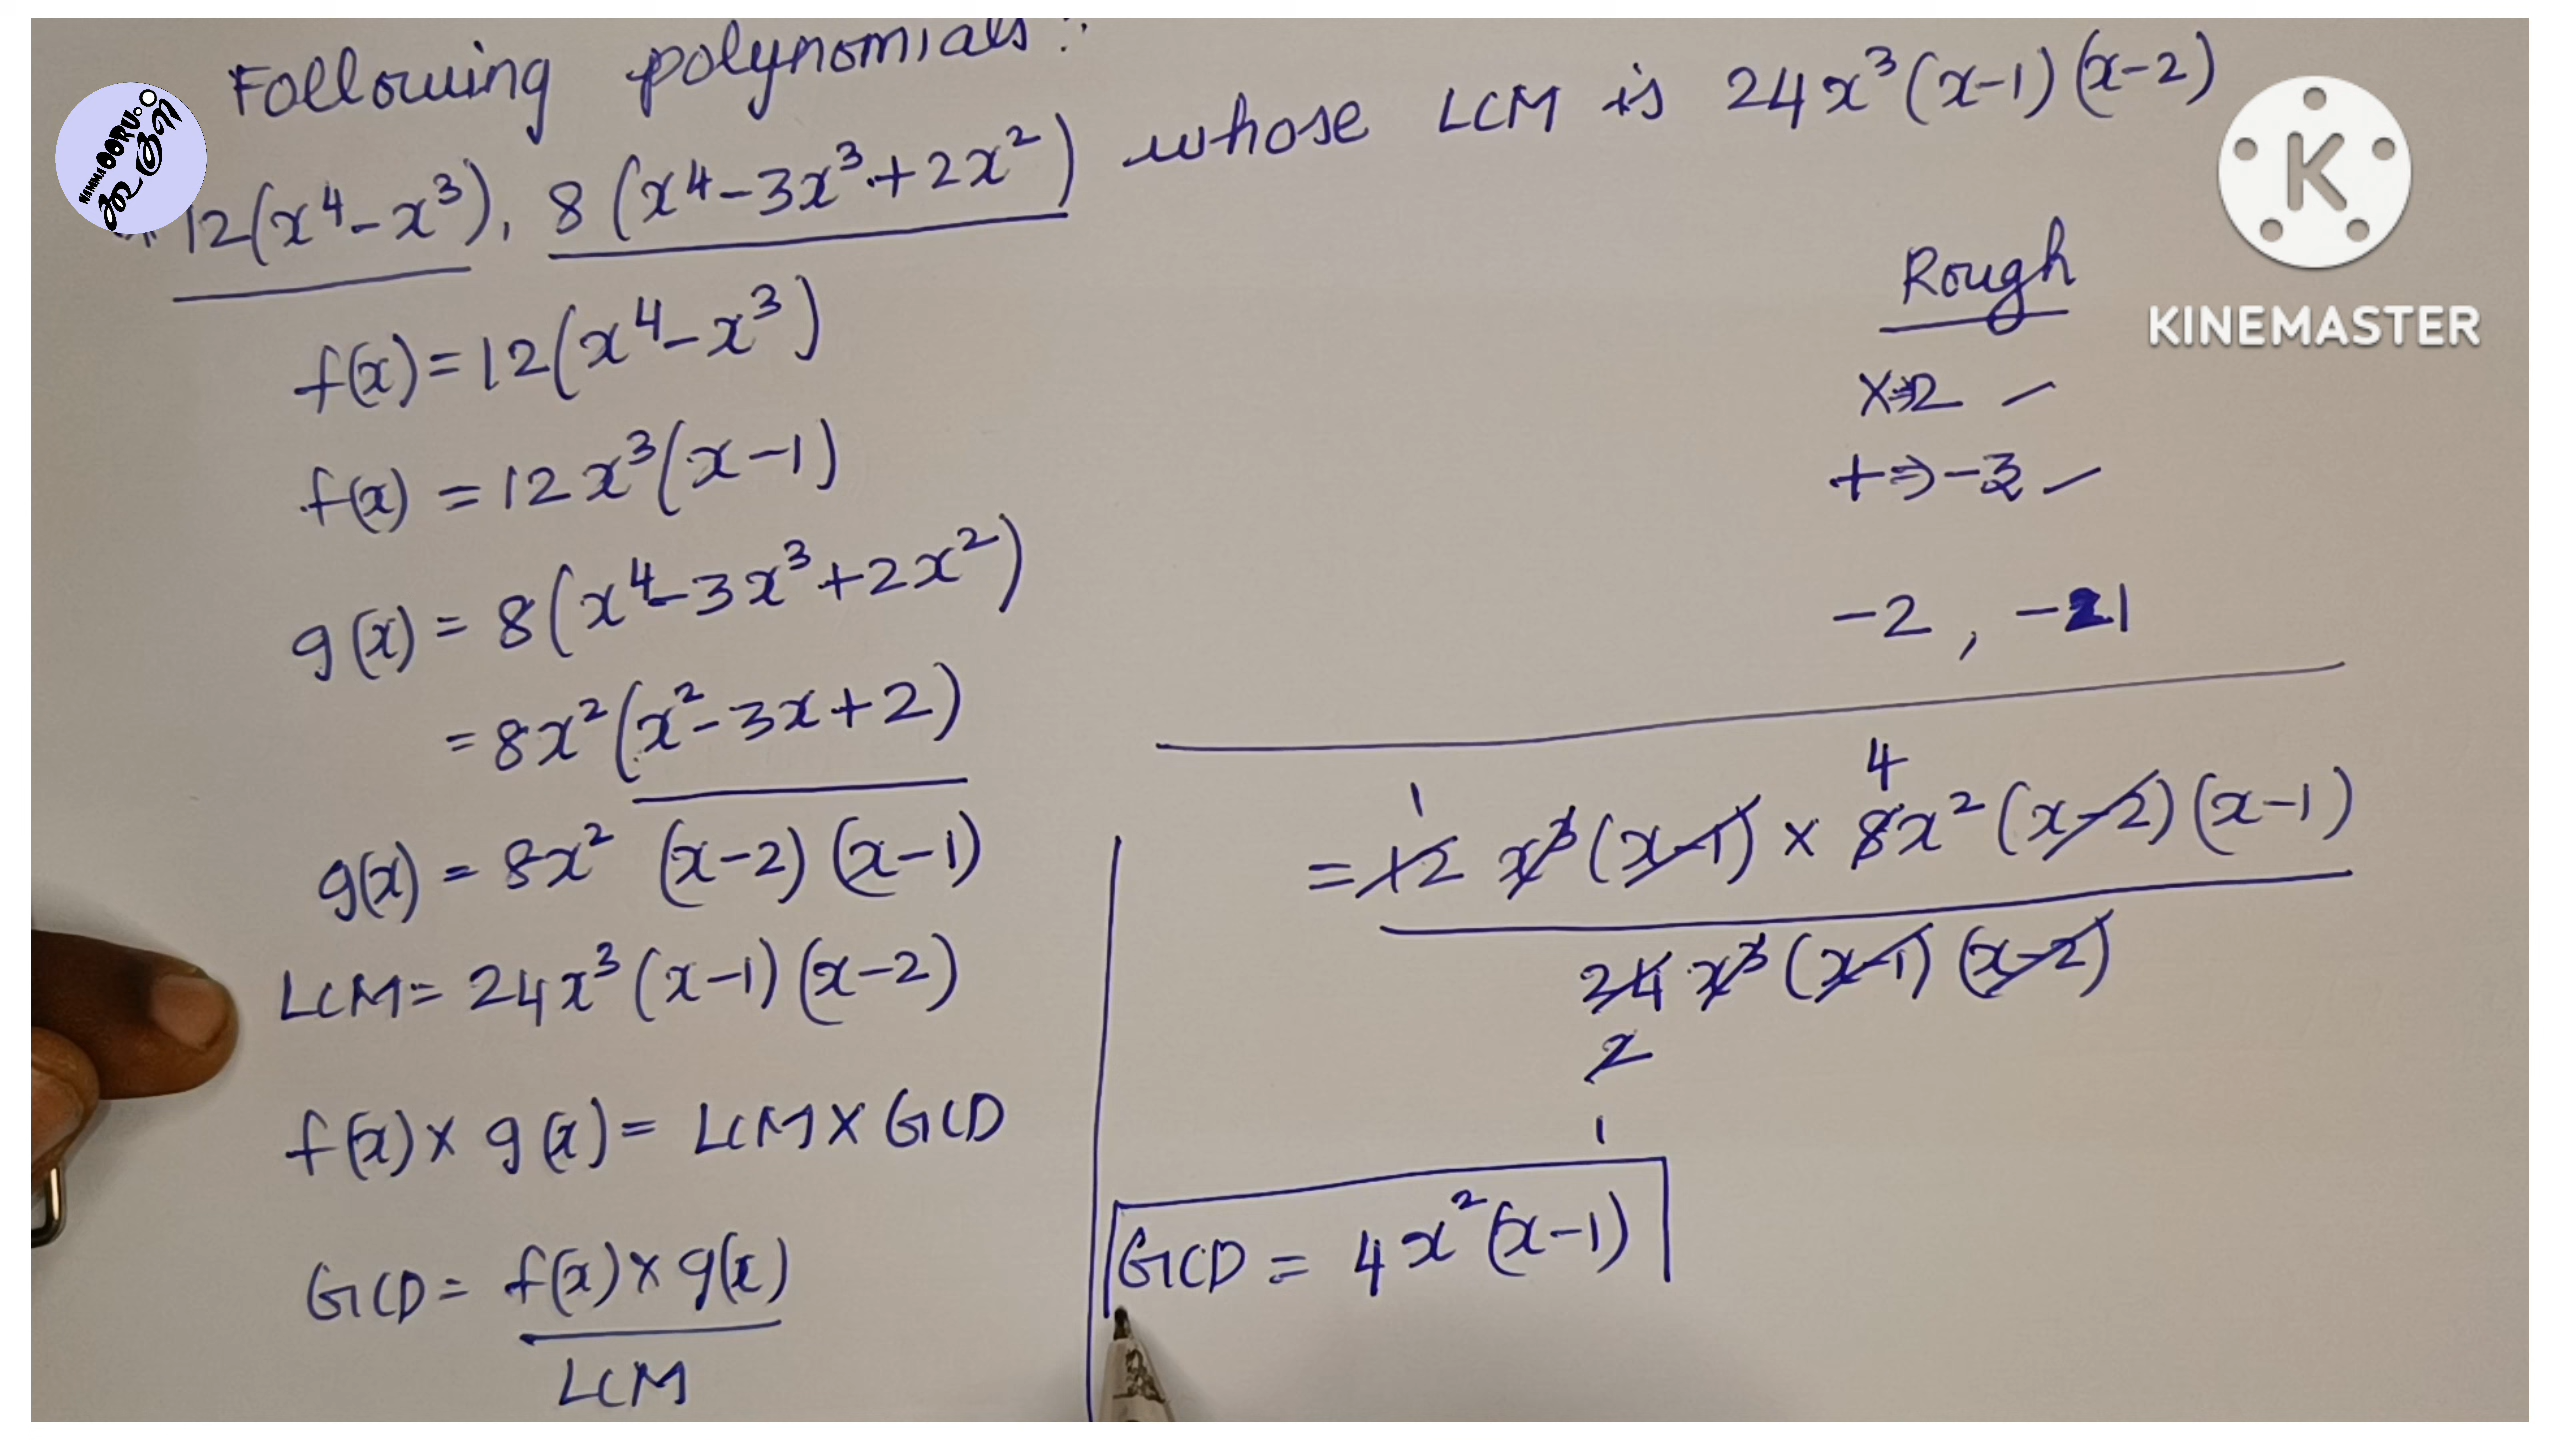 Following polynomials:
12(x⁴-x³), 8(x⁴-3x³+2x²) whose LCM is 24x³(x-1)(x-2)
f(x)=12(x⁴-x³)
f(x)=12x³(x-1)
g(x)=8(x⁴-3x³+2x²)
=8x²(x²-3x+2)
g(x)=8x² (x-2)(x-1)
LCM=24x³(x-1)(x-2)
f(x)×g(x)=LCM×GCD
GCD=f(x)×g(x)
LCM
Rough
×⇒2
+⇒-3
-2, -1
1 4
=12 x³(x-1)×8x²(x-2)(x-1)
24 x³(x-1)(x-2)
2
1
GCD=4x²(x-1)
NAMMA OORU
K
KINEMASTER